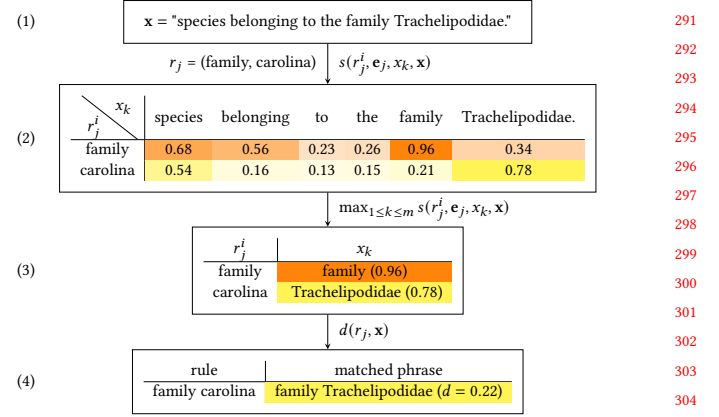 (1) x = "species belonging to the family Trachelipodidae." 291
292
r_j = (family, carolina) s(r_j^i, e_j, x_k, x)
293
x_k 294
species belonging to the family Trachelipodidae.
r_j^i
(2) 295
family 0.68 0.56 0.23 0.26 0.96 0.34
carolina 0.54 0.16 0.13 0.15 0.21 0.78 296
297
max_{1≤k≤m} s(r_j^i, e_j, x_k, x)
298
r_j^i x_k 299
(3) family family (0.96) 300
carolina Trachelipodidae (0.78)
301
d(r_j, x) 302
rule matched phrase 303
(4)
family carolina family Trachelipodidae (d = 0.22)
304